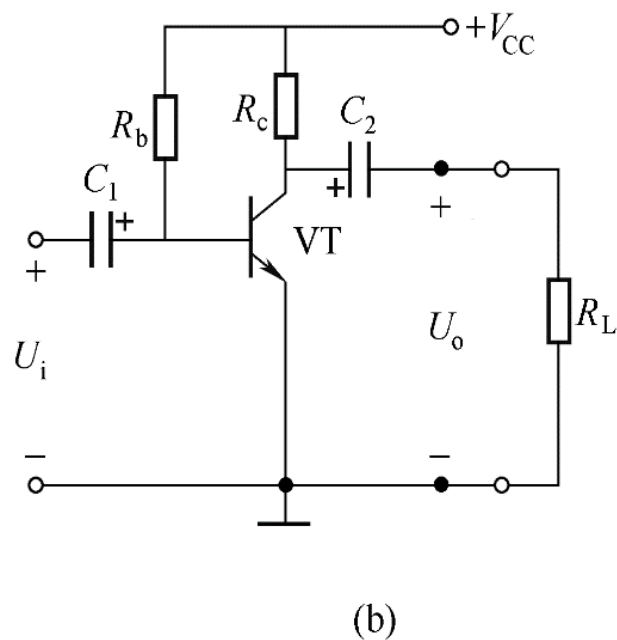 +V_CC
R_b
R_c
C_2
C_1
+
+
+
VT
+
U_i
U_o
R_L
−
−
(b)